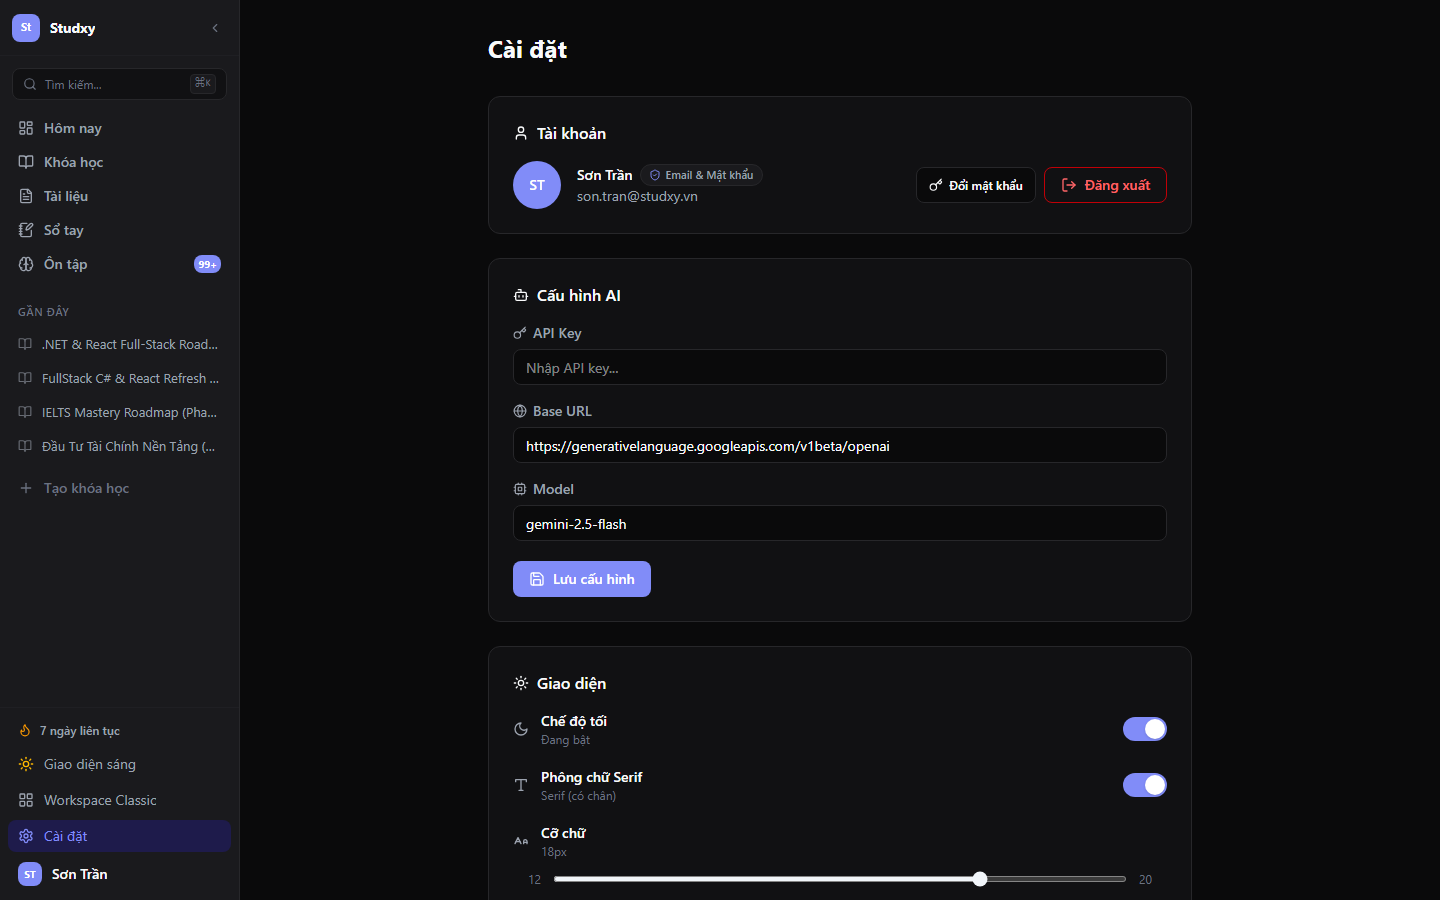 St Studxy
Tìm kiếm... ⌘K
Hôm nay
Khóa học
Tài liệu
Sổ tay
Ôn tập 99+
GẦN ĐÂY
.NET & React Full-Stack Road...
FullStack C# & React Refresh ...
IELTS Mastery Roadmap (Pha...
Đầu Tư Tài Chính Nền Tảng (...
Tạo khóa học
7 ngày liên tục
Giao diện sáng
Workspace Classic
Cài đặt
ST Sơn Trần
Cài đặt
Tài khoản
ST
Sơn Trần Email & Mật khẩu
son.tran@studxy.vn
Đổi mật khẩu
Đăng xuất
Cấu hình AI
API Key
Nhập API key...
Base URL
https://generativelanguage.googleapis.com/v1beta/openai
Model
gemini-2.5-flash
Lưu cấu hình
Giao diện
Chế độ tối
Đang bật
Phông chữ Serif
Serif (có chân)
Cỡ chữ
18px
12 20